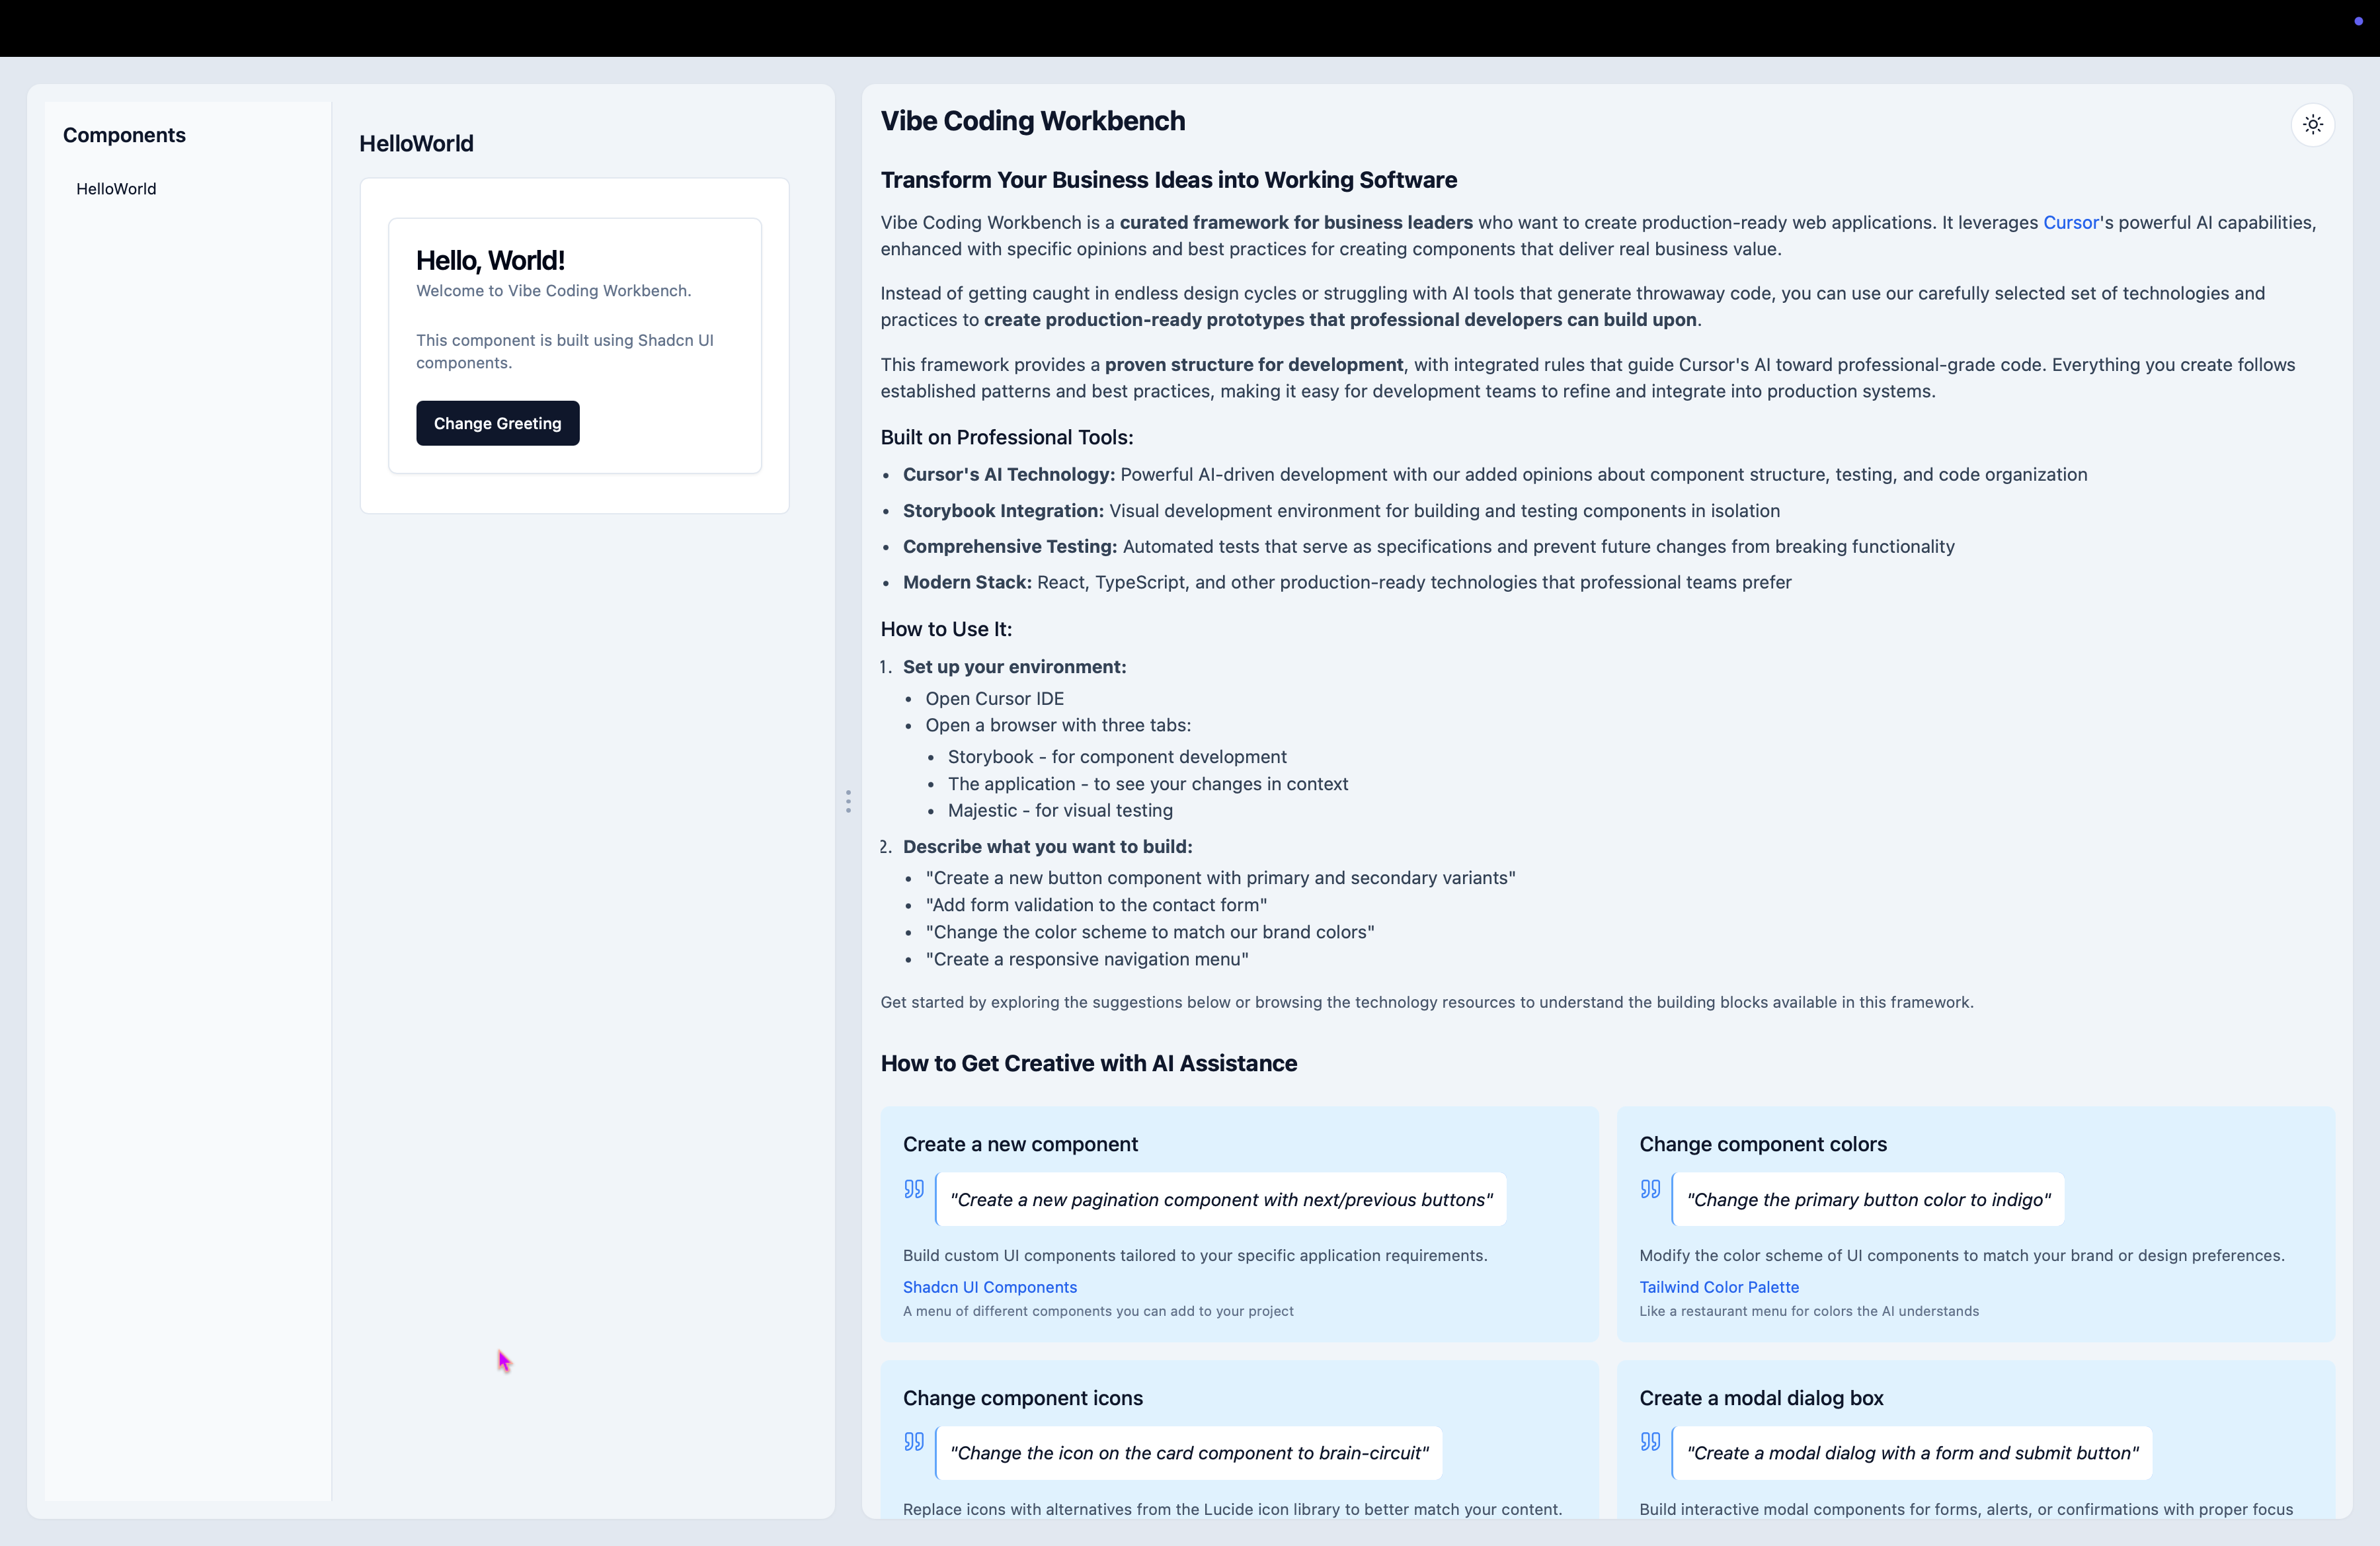 Components
HelloWorld
HelloWorld
Hello, World!
Welcome to Vibe Coding Workbench.
This component is built using Shadcn UI
components.
Change Greeting
Vibe Coding Workbench
Transform Your Business Ideas into Working Software
Vibe Coding Workbench is a curated framework for business leaders who want to create production-ready web applications. It leverages Cursor's powerful AI capabilities,
enhanced with specific opinions and best practices for creating components that deliver real business value.
Instead of getting caught in endless design cycles or struggling with AI tools that generate throwaway code, you can use our carefully selected set of technologies and
practices to create production-ready prototypes that professional developers can build upon.
This framework provides a proven structure for development, with integrated rules that guide Cursor's AI toward professional-grade code. Everything you create follows
established patterns and best practices, making it easy for development teams to refine and integrate into production systems.
Built on Professional Tools:
• Cursor's AI Technology: Powerful AI-driven development with our added opinions about component structure, testing, and code organization
• Storybook Integration: Visual development environment for building and testing components in isolation
• Comprehensive Testing: Automated tests that serve as specifications and prevent future changes from breaking functionality
• Modern Stack: React, TypeScript, and other production-ready technologies that professional teams prefer
How to Use It:
1. Set up your environment:
• Open Cursor IDE
• Open a browser with three tabs:
• Storybook - for component development
• The application - to see your changes in context
• Majestic - for visual testing
2. Describe what you want to build:
• "Create a new button component with primary and secondary variants"
• "Add form validation to the contact form"
• "Change the color scheme to match our brand colors"
• "Create a responsive navigation menu"
Get started by exploring the suggestions below or browsing the technology resources to understand the building blocks available in this framework.
How to Get Creative with AI Assistance
Create a new component
"Create a new pagination component with next/previous buttons"
Build custom UI components tailored to your specific application requirements.
Shadcn UI Components
A menu of different components you can add to your project
Change component colors
"Change the primary button color to indigo"
Modify the color scheme of UI components to match your brand or design preferences.
Tailwind Color Palette
Like a restaurant menu for colors the AI understands
Change component icons
"Change the icon on the card component to brain-circuit"
Replace icons with alternatives from the Lucide icon library to better match your content.
Create a modal dialog box
"Create a modal dialog with a form and submit button"
Build interactive modal components for forms, alerts, or confirmations with proper focus